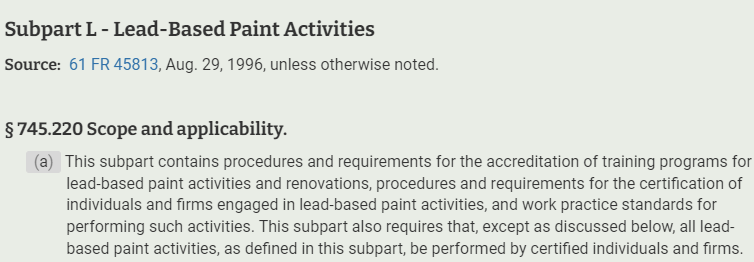 Subpart L - Lead-Based Paint Activities
Source: 61 FR 45813, Aug. 29, 1996, unless otherwise noted.
§ 745.220 Scope and applicability.
(a) This subpart contains procedures and requirements for the accreditation of training programs for
lead-based paint activities and renovations, procedures and requirements for the certification of
individuals and firms engaged in lead-based paint activities, and work practice standards for
performing such activities. This subpart also requires that, except as discussed below, all lead-
based paint activities, as defined in this subpart, be performed by certified individuals and firms.